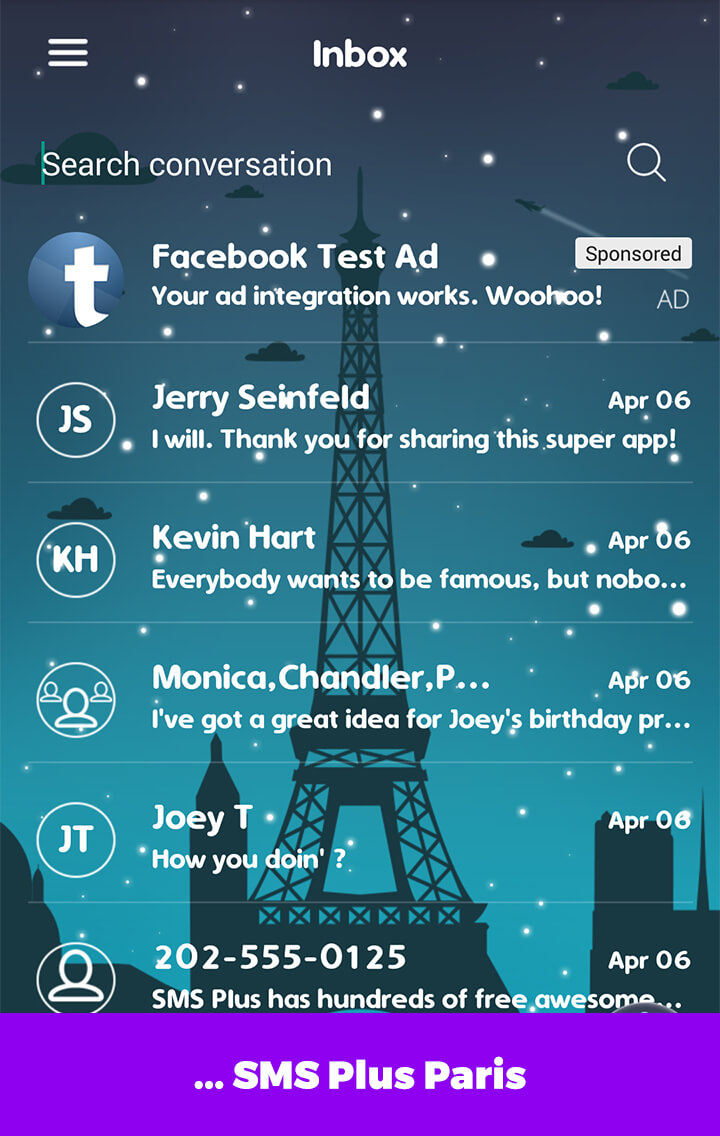 Inbox
Search conversation
Facebook Test Ad
Sponsored
Your ad integration works. Woohoo!
AD
JS
Jerry Seinfeld
Apr 06
I will. Thank you for sharing this super app!
KH
Kevin Hart
Apr 06
Everybody wants to be famous, but nobo...
Monica,Chandler,P...
Apr 06
I've got a great idea for Joey's birthday pr...
JT
Joey T
Apr 06
How you doin' ?
202-555-0125
Apr 06
SMS Plus has hundreds of free awesome...
... SMS Plus Paris